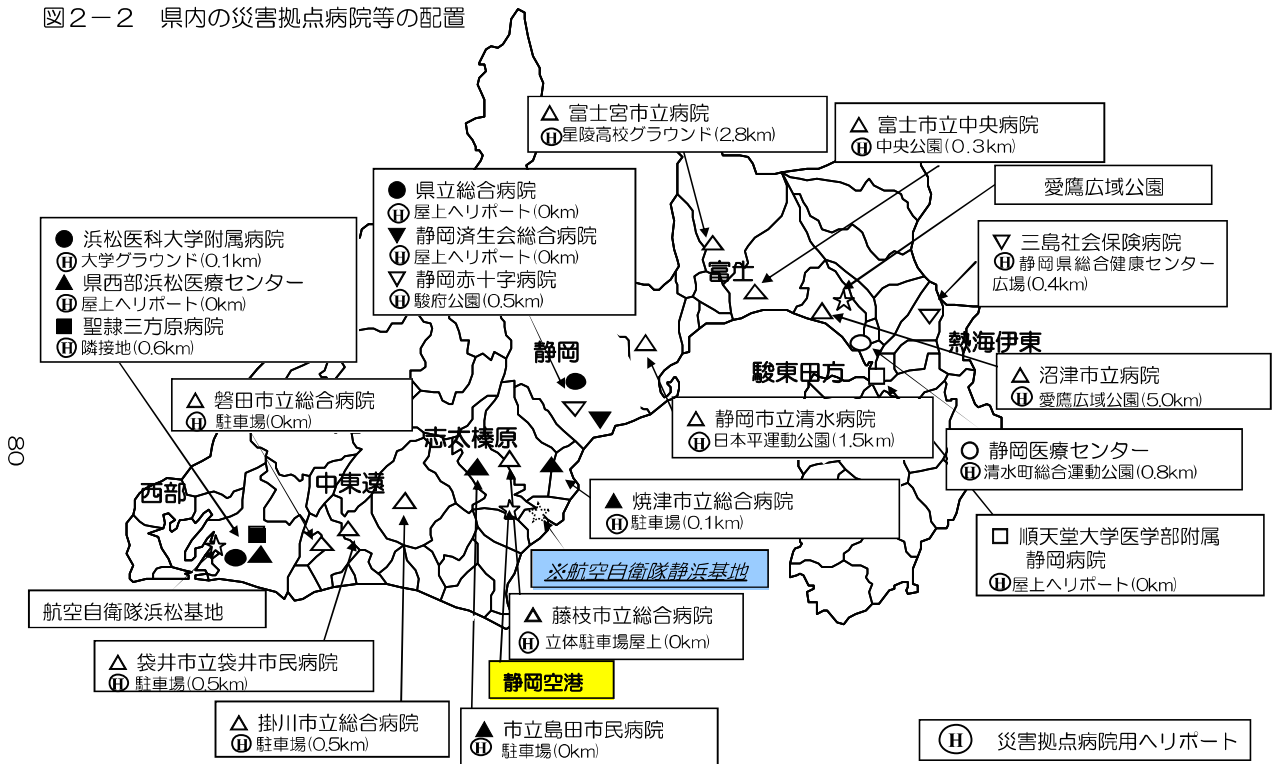 図2-2 県内の災害拠点病院等の配置
△ 富士宮市立病院
Ⓗ星陵高校グラウンド(2.8km)
△ 富士市立中央病院
Ⓗ 中央公園(0.3km)
愛鷹広域公園
● 県立総合病院
Ⓗ 屋上ヘリポート(0km)
▼ 静岡済生会総合病院
Ⓗ 屋上ヘリポート(0km)
▽ 静岡赤十字病院
Ⓗ 駿府公園(0.5km)
● 浜松医科大学附属病院
Ⓗ 大学グラウンド(0.1km)
▲ 県西部浜松医療センター
Ⓗ 屋上ヘリポート(0km)
■ 聖隷三方原病院
Ⓗ 隣接地(0.6km)
▽ 三島社会保険病院
Ⓗ 静岡県総合健康センター
広場(0.4km)
富士
静岡
熱海伊東
駿東田方
△ 沼津市立病院
Ⓗ 愛鷹広域公園(5.0km)
△ 磐田市立総合病院
Ⓗ 駐車場(0km)
△ 静岡市立清水病院
Ⓗ日本平運動公園(1.5km)
志太榛原
○ 静岡医療センター
Ⓗ清水町総合運動公園(0.8km)
80
西部
中東遠
▲ 焼津市立総合病院
Ⓗ 駐車場(0.1km)
□ 順天堂大学医学部附属
静岡病院
Ⓗ屋上ヘリポート(0km)
※航空自衛隊静浜基地
航空自衛隊浜松基地
△ 藤枝市立総合病院
Ⓗ 立体駐車場屋上(0km)
△ 袋井市立袋井市民病院
Ⓗ 駐車場(0.5km)
静岡空港
△ 掛川市立総合病院
Ⓗ 駐車場(0.5km)
▲ 市立島田市民病院
Ⓗ 駐車場(0km)
Ⓗ 災害拠点病院用ヘリポート